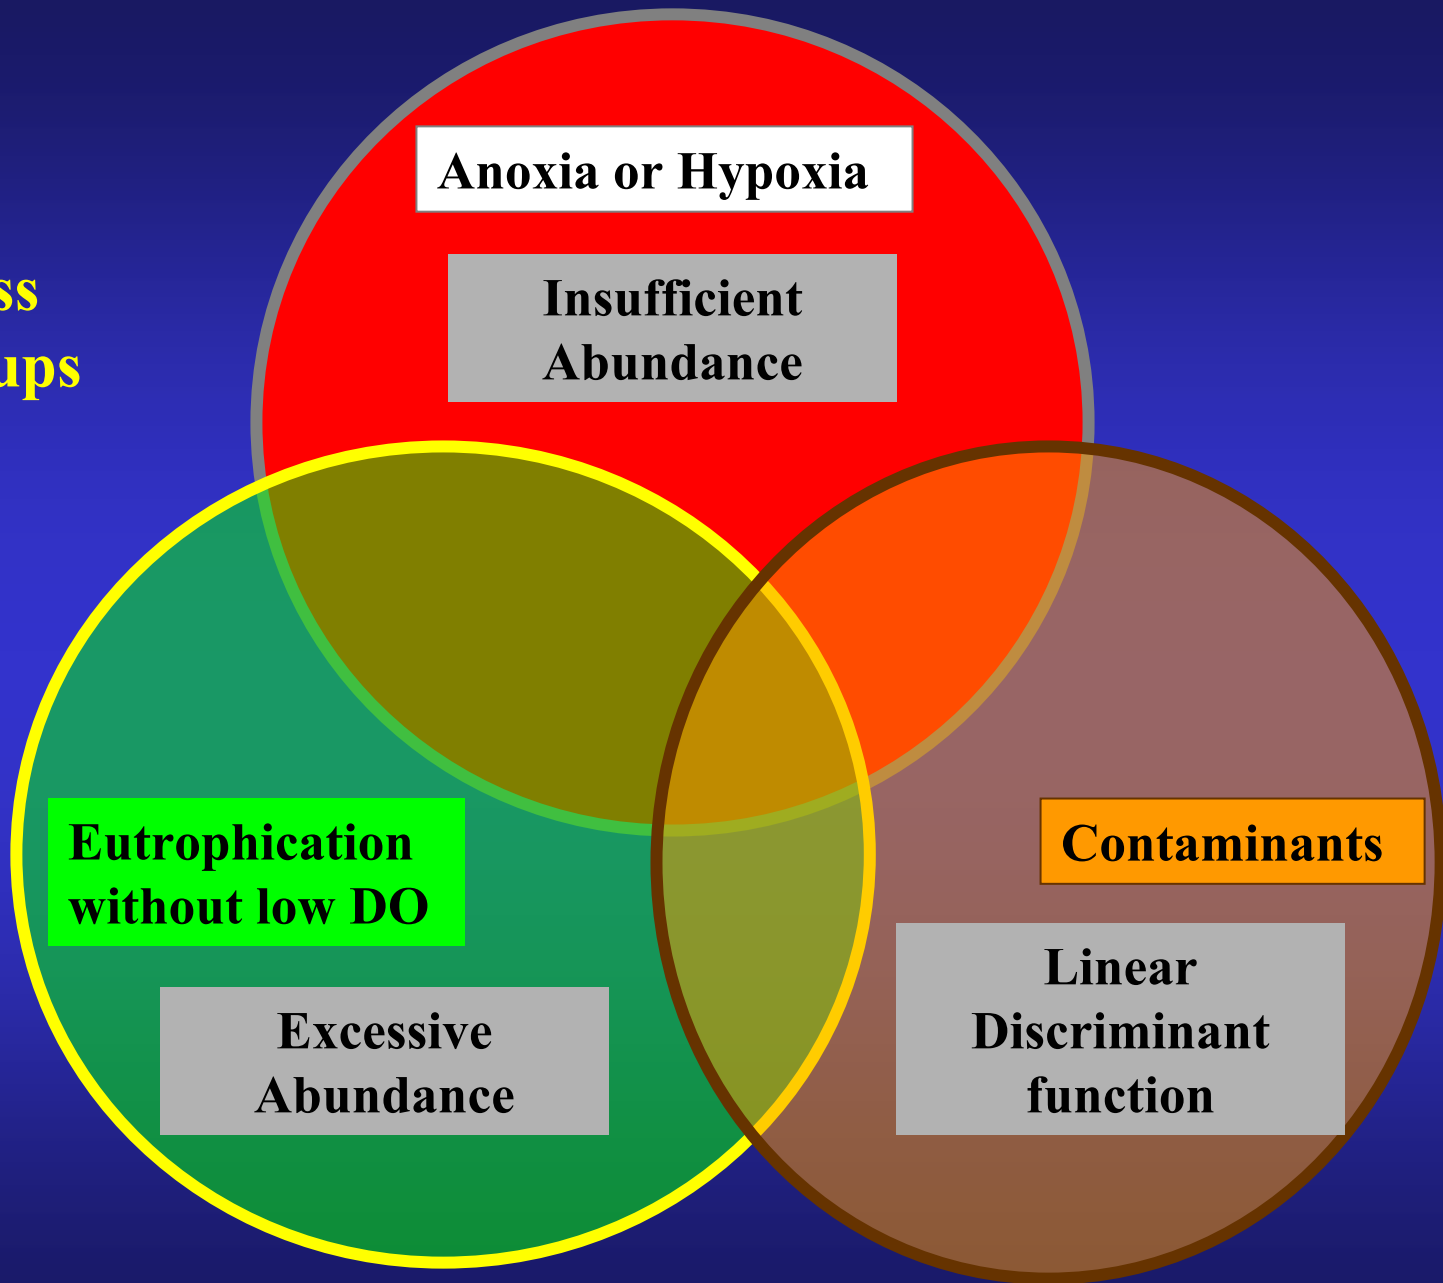 Anoxia or Hypoxia
Insufficient
Abundance
ss
ups
Eutrophication
without low DO
Excessive
Abundance
Contaminants
Linear
Discriminant
function